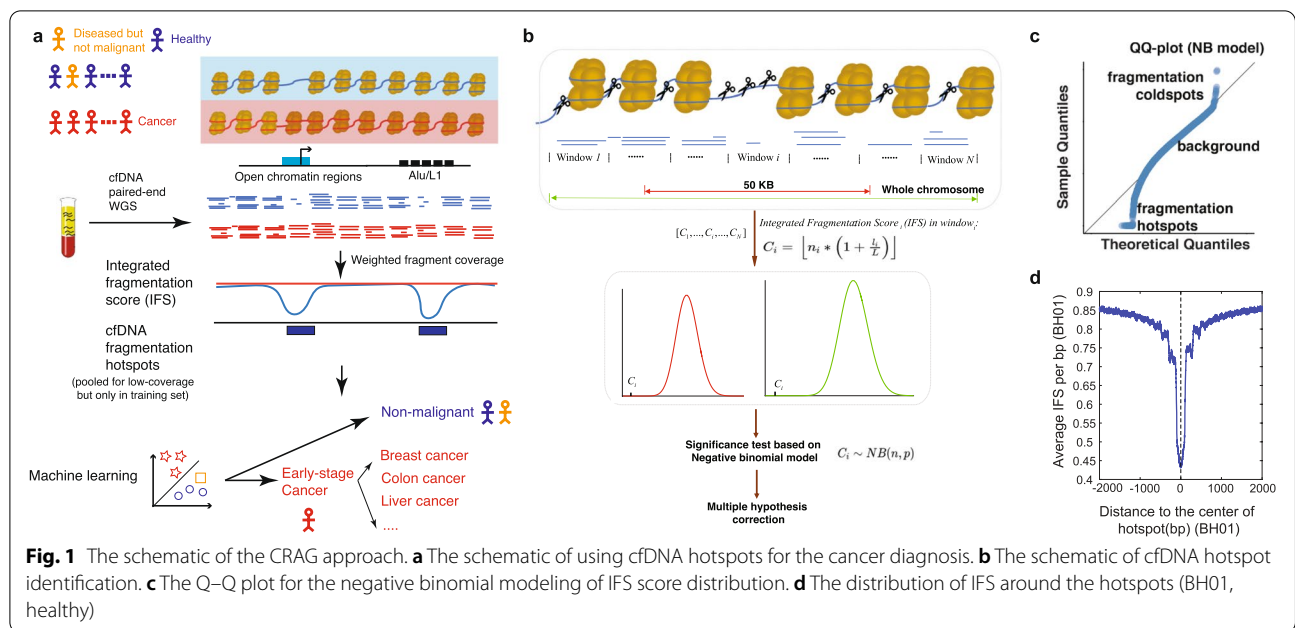 a
Diseased but
not malignant
Healthy
Cancer
Open chromatin regions
Alu/L1
cfDNA
paired-end
WGS
Weighted fragment coverage
Integrated
fragmentation
score (IFS)
cfDNA
fragmentation
hotspots
(pooled for low-coverage
but only in training set)
Non-malignant
Machine learning
Early-stage
Cancer
Breast cancer
Colon cancer
Liver cancer
....
b
Window 1 ...... ...... Window i ...... ...... Window N
50 KB
Whole chromosome
[C₁,...,Cᵢ,...,C_N]
Integrated Fragmentation Score ᵢ (IFS) in windowᵢ:
Cᵢ = ⌊nᵢ * (1 + lᵢ/L)⌋
Cᵢ
Cᵢ
Significance test based on
Negative binomial model
Cᵢ ∼ NB(n, p)
Multiple hypothesis
correction
c
QQ-plot (NB model)
fragmentation
coldspots
background
fragmentation
hotspots
Sample Quantiles
Theoretical Quantiles
d
0.9
0.85
0.8
0.75
0.7
0.65
0.6
0.55
0.5
0.45
0.4
Average IFS per bp (BH01)
-2000 -1000 0 1000 2000
Distance to the center of
hotspot(bp) (BH01)
Fig. 1 The schematic of the CRAG approach. a The schematic of using cfDNA hotspots for the cancer diagnosis. b The schematic of cfDNA hotspot
identification. c The Q–Q plot for the negative binomial modeling of IFS score distribution. d The distribution of IFS around the hotspots (BH01,
healthy)